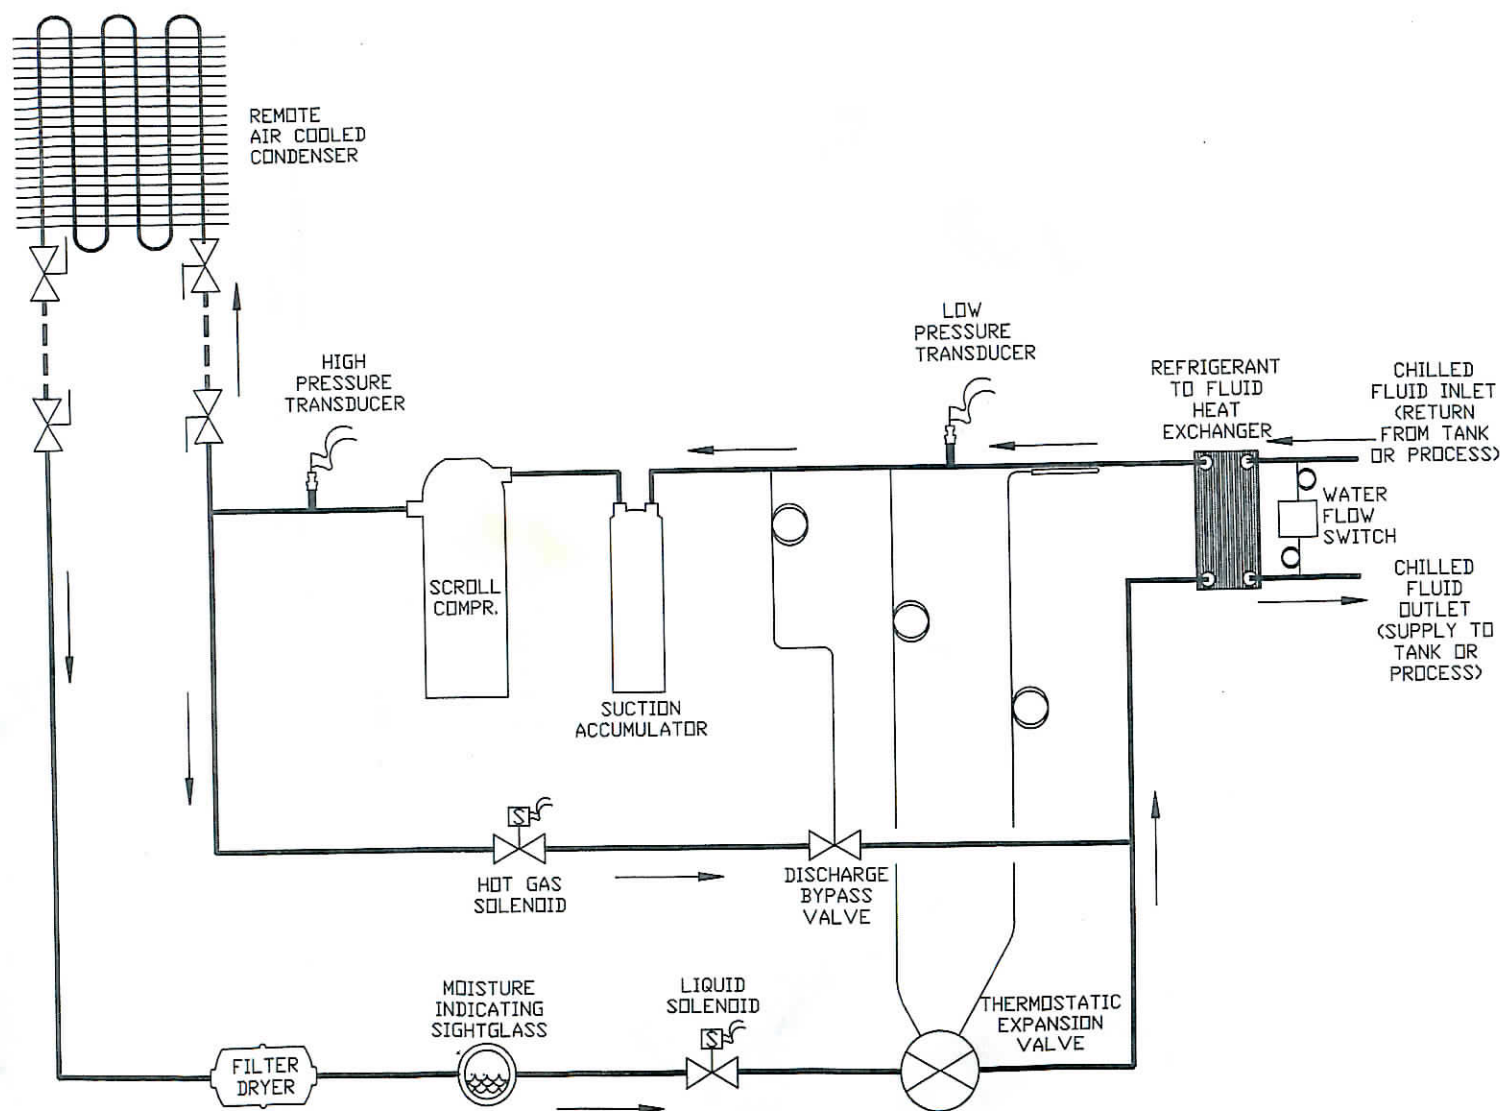 REMOTE
AIR COOLED
CONDENSER
LOW
PRESSURE
TRANSDUCER
HIGH
PRESSURE
TRANSDUCER
REFRIGERANT
TO FLUID
HEAT
EXCHANGER
CHILLED
FLUID INLET
(RETURN
FROM TANK
OR PROCESS)
WATER
FLOW
SWITCH
CHILLED
FLUID
OUTLET
(SUPPLY TO
TANK OR
PROCESS)
SCROLL
COMPR.
SUCTION
ACCUMULATOR
S
HOT GAS
SOLENOID
DISCHARGE
BYPASS
VALVE
MOISTURE
INDICATING
SIGHTGLASS
LIQUID
SOLENOID
S
THERMOSTATIC
EXPANSION
VALVE
FILTER
DRYER